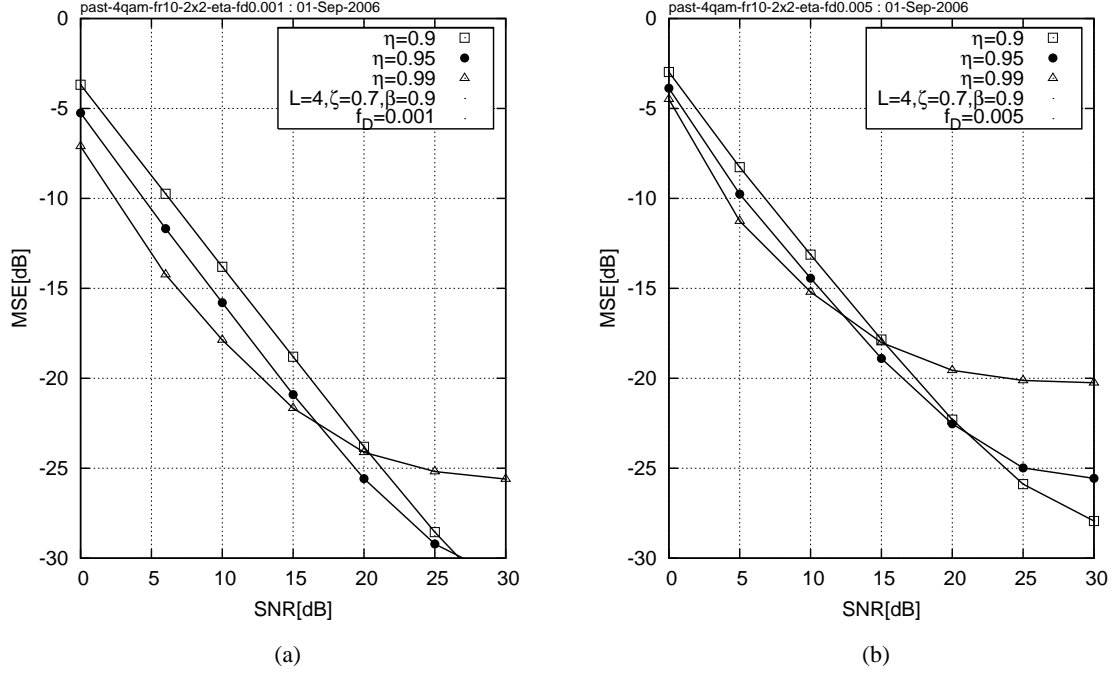 past-4qam-fr10-2x2-eta-fd0.001 : 01-Sep-2006
0
-5
-10
-15
-20
-25
-30
MSE[dB]
η=0.9
η=0.95
η=0.99
L=4,ζ=0.7,β=0.9
f_D=0.001
0 5 10 15 20 25 30
SNR[dB]
(a)
past-4qam-fr10-2x2-eta-fd0.005 : 01-Sep-2006
0
-5
-10
-15
-20
-25
-30
MSE[dB]
η=0.9
η=0.95
η=0.99
L=4,ζ=0.7,β=0.9
f_D=0.005
0 5 10 15 20 25 30
SNR[dB]
(b)